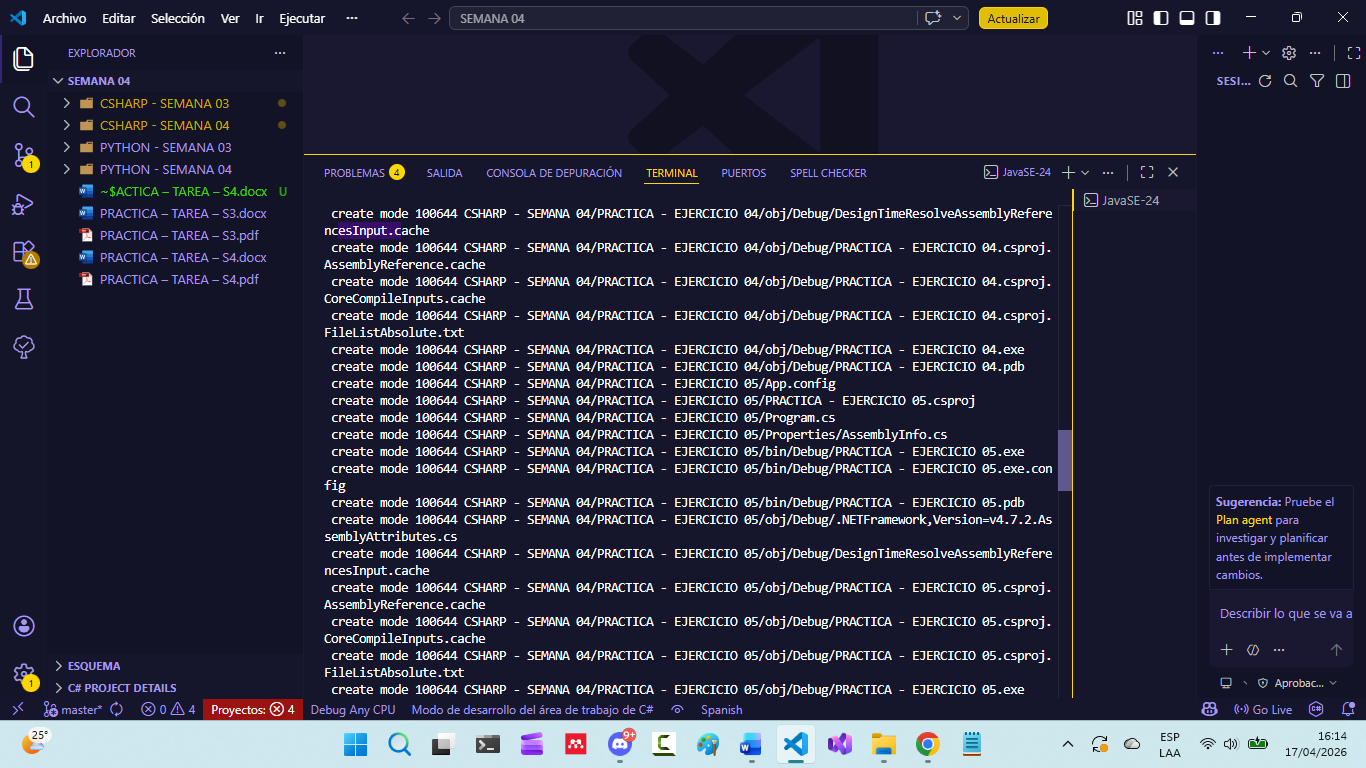 Archivo Editar Selección Ver Ir Ejecutar ···
SEMANA 04
Actualizar
EXPLORADOR
SEMANA 04
CSHARP - SEMANA 03
CSHARP - SEMANA 04
PYTHON - SEMANA 03
PYTHON - SEMANA 04
~$ACTICA – TAREA – S4.docx U
PRACTICA – TAREA – S3.docx
PRACTICA – TAREA – S3.pdf
PRACTICA – TAREA – S4.docx
PRACTICA – TAREA – S4.pdf
ESQUEMA
C# PROJECT DETAILS
1
1
PROBLEMAS 4 SALIDA CONSOLA DE DEPURACIÓN TERMINAL PUERTOS SPELL CHECKER
JavaSE-24
JavaSE-24
create mode 100644 CSHARP - SEMANA 04/PRACTICA - EJERCICIO 04/obj/Debug/DesignTimeResolveAssemblyRefere
ncesInput.cache
create mode 100644 CSHARP - SEMANA 04/PRACTICA - EJERCICIO 04/obj/Debug/PRACTICA - EJERCICIO 04.csproj.
AssemblyReference.cache
create mode 100644 CSHARP - SEMANA 04/PRACTICA - EJERCICIO 04/obj/Debug/PRACTICA - EJERCICIO 04.csproj.
CoreCompileInputs.cache
create mode 100644 CSHARP - SEMANA 04/PRACTICA - EJERCICIO 04/obj/Debug/PRACTICA - EJERCICIO 04.csproj.
FileListAbsolute.txt
create mode 100644 CSHARP - SEMANA 04/PRACTICA - EJERCICIO 04/obj/Debug/PRACTICA - EJERCICIO 04.exe
create mode 100644 CSHARP - SEMANA 04/PRACTICA - EJERCICIO 04/obj/Debug/PRACTICA - EJERCICIO 04.pdb
create mode 100644 CSHARP - SEMANA 04/PRACTICA - EJERCICIO 05/App.config
create mode 100644 CSHARP - SEMANA 04/PRACTICA - EJERCICIO 05/PRACTICA - EJERCICIO 05.csproj
create mode 100644 CSHARP - SEMANA 04/PRACTICA - EJERCICIO 05/Program.cs
create mode 100644 CSHARP - SEMANA 04/PRACTICA - EJERCICIO 05/Properties/AssemblyInfo.cs
create mode 100644 CSHARP - SEMANA 04/PRACTICA - EJERCICIO 05/bin/Debug/PRACTICA - EJERCICIO 05.exe
create mode 100644 CSHARP - SEMANA 04/PRACTICA - EJERCICIO 05/bin/Debug/PRACTICA - EJERCICIO 05.exe.con
fig
create mode 100644 CSHARP - SEMANA 04/PRACTICA - EJERCICIO 05/bin/Debug/PRACTICA - EJERCICIO 05.pdb
create mode 100644 CSHARP - SEMANA 04/PRACTICA - EJERCICIO 05/obj/Debug/.NETFramework,Version=v4.7.2.As
semblyAttributes.cs
create mode 100644 CSHARP - SEMANA 04/PRACTICA - EJERCICIO 05/obj/Debug/DesignTimeResolveAssemblyRefere
ncesInput.cache
create mode 100644 CSHARP - SEMANA 04/PRACTICA - EJERCICIO 05/obj/Debug/PRACTICA - EJERCICIO 05.csproj.
AssemblyReference.cache
create mode 100644 CSHARP - SEMANA 04/PRACTICA - EJERCICIO 05/obj/Debug/PRACTICA - EJERCICIO 05.csproj.
CoreCompileInputs.cache
create mode 100644 CSHARP - SEMANA 04/PRACTICA - EJERCICIO 05/obj/Debug/PRACTICA - EJERCICIO 05.csproj.
FileListAbsolute.txt
create mode 100644 CSHARP - SEMANA 04/PRACTICA - EJERCICIO 05/obj/Debug/PRACTICA - EJERCICIO 05.exe
SESI...
Sugerencia: Pruebe el
Plan agent para
investigar y planificar
antes de implementar
cambios.
Describir lo que se va a
Aprobac...
master* 0 4 Proyectos: 4 Debug Any CPU Modo de desarrollo del área de trabajo de C# Spanish Go Live
25°
9+
ESP
LAA
16:14
17/04/2026